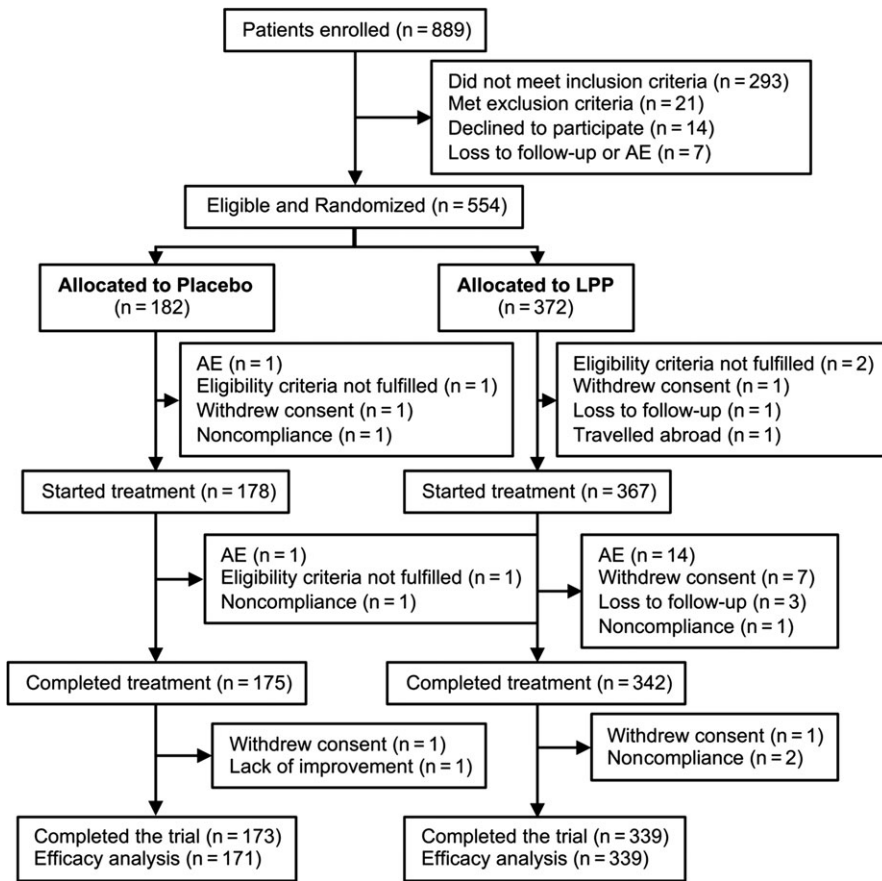 Patients enrolled (n = 889)
Did not meet inclusion criteria (n = 293)
Met exclusion criteria (n = 21)
Declined to participate (n = 14)
Loss to follow-up or AE (n = 7)
Eligible and Randomized (n = 554)
Allocated to Placebo
(n = 182)
Allocated to LPP
(n = 372)
AE (n = 1)
Eligibility criteria not fulfilled (n = 1)
Withdrew consent (n = 1)
Noncompliance (n = 1)
Eligibility criteria not fulfilled (n = 2)
Withdrew consent (n = 1)
Loss to follow-up (n = 1)
Travelled abroad (n = 1)
Started treatment (n = 178)
Started treatment (n = 367)
AE (n = 1)
Eligibility criteria not fulfilled (n = 1)
Noncompliance (n = 1)
AE (n = 14)
Withdrew consent (n = 7)
Loss to follow-up (n = 3)
Noncompliance (n = 1)
Completed treatment (n = 175)
Completed treatment (n = 342)
Withdrew consent (n = 1)
Lack of improvement (n = 1)
Withdrew consent (n = 1)
Noncompliance (n = 2)
Completed the trial (n = 173)
Efficacy analysis (n = 171)
Completed the trial (n = 339)
Efficacy analysis (n = 339)